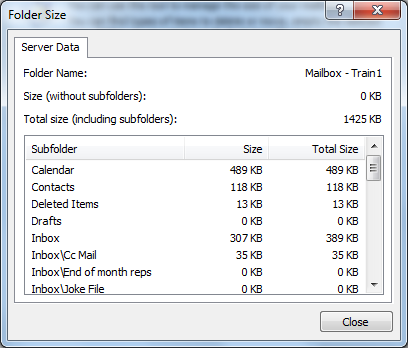 Folder Size
Server Data
Folder Name: Mailbox - Train1
Size (without subfolders): 0 KB
Total size (including subfolders): 1425 KB
Subfolder Size Total Size
Calendar 489 KB 489 KB
Contacts 118 KB 118 KB
Deleted Items 13 KB 13 KB
Drafts 0 KB 0 KB
Inbox 307 KB 389 KB
Inbox\Cc Mail 35 KB 35 KB
Inbox\End of month reps 0 KB 0 KB
Inbox\Joke File 0 KB 0 KB
Close